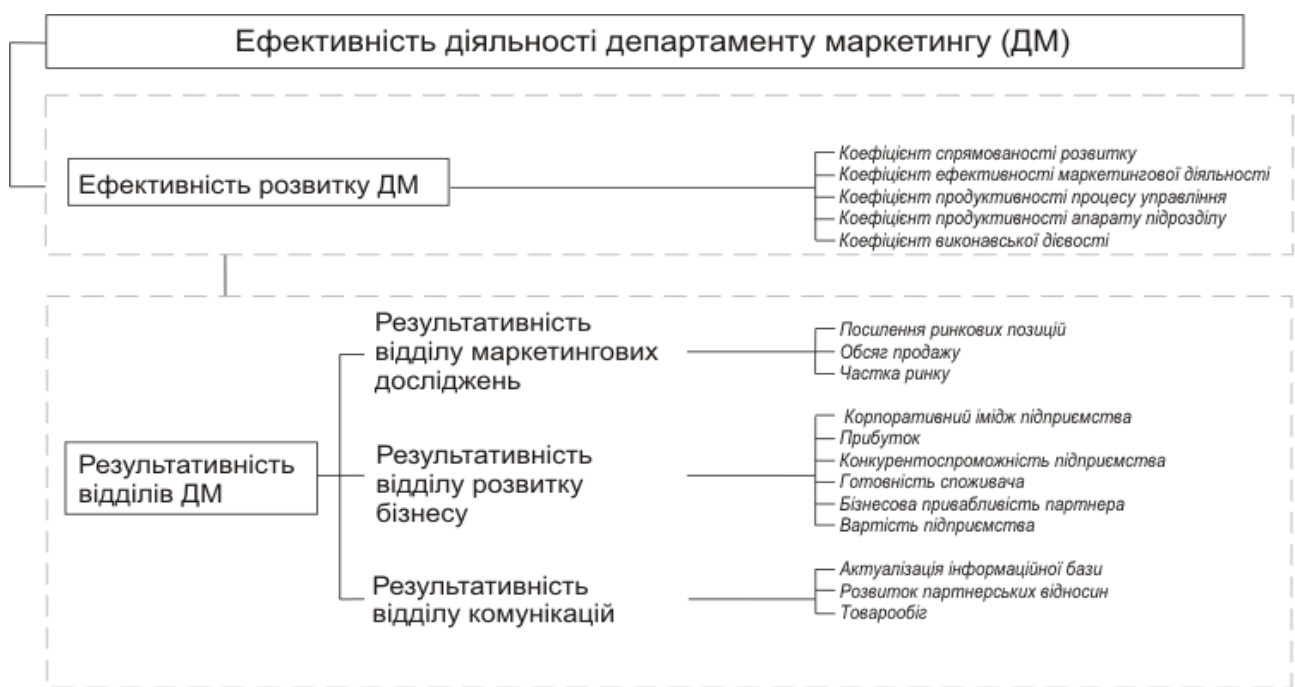 Ефективність діяльності департаменту маркетингу (ДМ)
Ефективність розвитку ДМ
Коефіцієнт спрямованості розвитку
Коефіцієнт ефективності маркетингової діяльності
Коефіцієнт продуктивності процесу управління
Коефіцієнт продуктивності апарату підрозділу
Коефіцієнт виконавської дієвості
Результативність
відділів ДМ
Результативність
відділу маркетингових
досліджень
Посилення ринкових позицій
Обсяг продажу
Частка ринку
Результативність
відділу розвитку
бізнесу
Корпоративний імідж підприємства
Прибуток
Конкурентоспроможність підприємства
Готовність споживача
Бізнесова привабливість партнера
Вартість підприємства
Результативність
відділу комунікацій
Актуалізація інформаційної бази
Розвиток партнерських відносин
Товарообіг